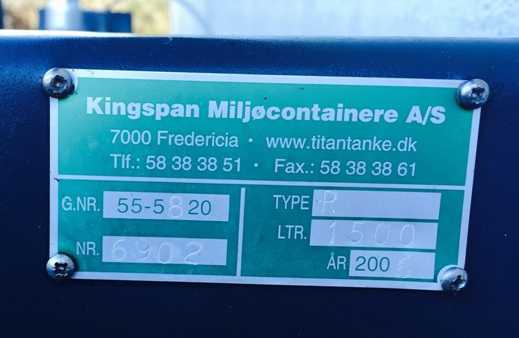 Kingspan Miljøcontainere A/S
7000 Fredericia · www.titantanke.dk
Tlf.: 58 38 38 51 · Fax.: 58 38 38 61
G.NR. 55-5820
NR. 6902
TYPE R
LTR. 1500
ÅR